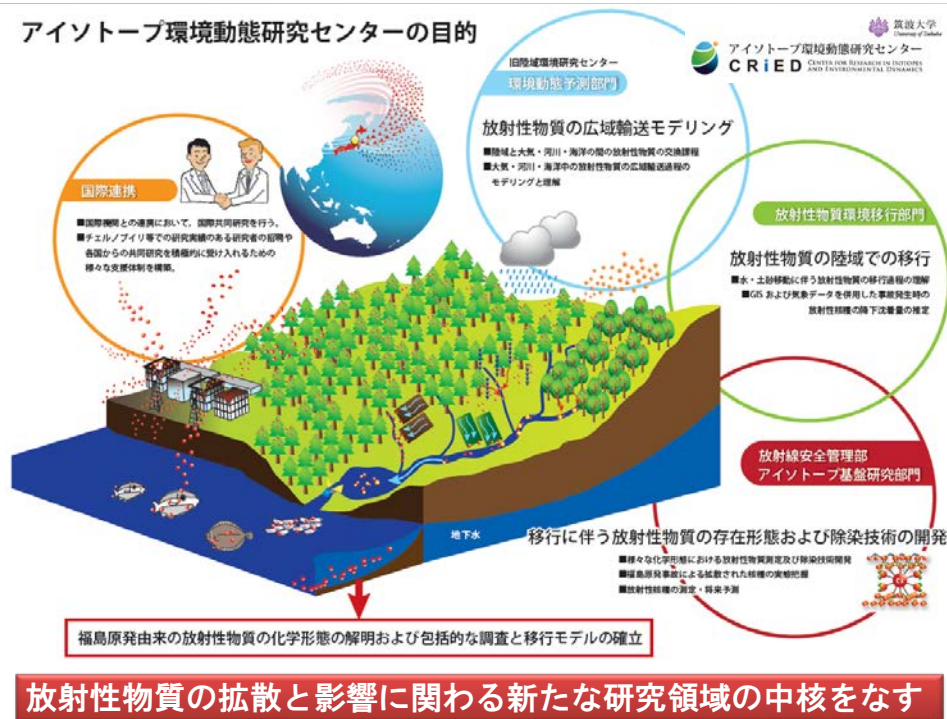 アイソトープ環境動態研究センターの目的
筑波大学
University of Tsukuba
アイソトープ環境動態研究センター
CRiED CENTER FOR RESEARCH IN ISOTOPES
AND ENVIRONMENTAL DYNAMICS
旧陸域環境研究センター
環境動態予測部門
放射性物質の広域輸送モデリング
■陸域と大気・河川・海洋の間の放射性物質の交換課程
■大気・河川・海洋中の放射性物質の広域輸送過程の
モデリングと理解
国際連携
■国際機関との連携において、国際共同研究を行う。
■チェルノブイリ等での研究実績のある研究者の招聘や
各国からの共同研究を積極的に受け入れるための
様々な支援体制を構築。
放射性物質環境移行部門
放射性物質の陸域での移行
■水・土砂移動に伴う放射性物質の移行過程の理解
■GIS および気象データを併用した事故発生時の
放射性核種の降下沈着量の推定
放射線安全管理部
アイソトープ基盤研究部門
地下水
移行に伴う放射性物質の存在形態および除染技術の開発
■様々な化学形態における放射性物質測定及び除染技術開発
■福島原発事故による拡散された核種の実態把握
■放射性核種の測定・将来予測
福島原発由来の放射性物質の化学形態の解明および包括的な調査と移行モデルの確立
放射性物質の拡散と影響に関わる新たな研究領域の中核をなす